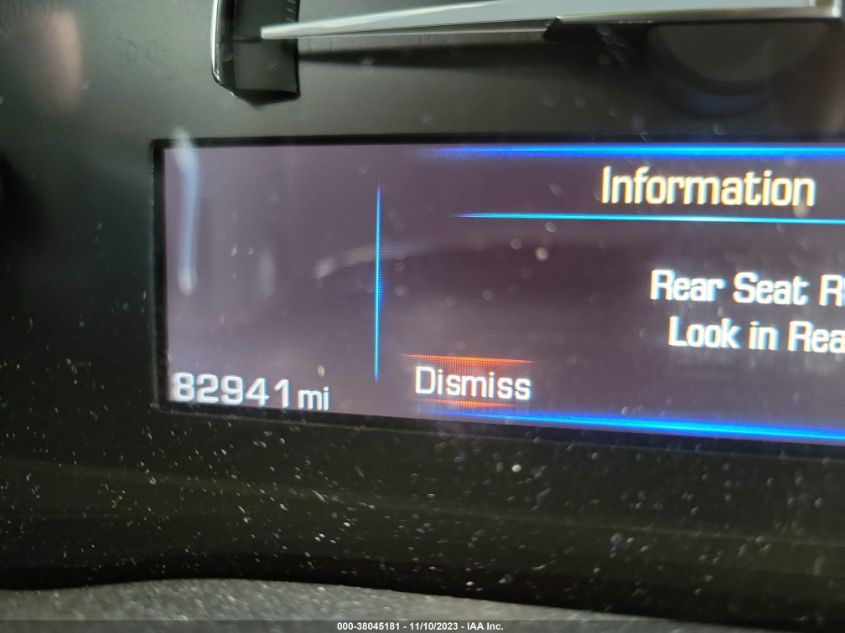 Information
Rear Seat
Look in
Dismiss
82941 mi
000-38045181 - 11/10/2023 - IAA Inc.